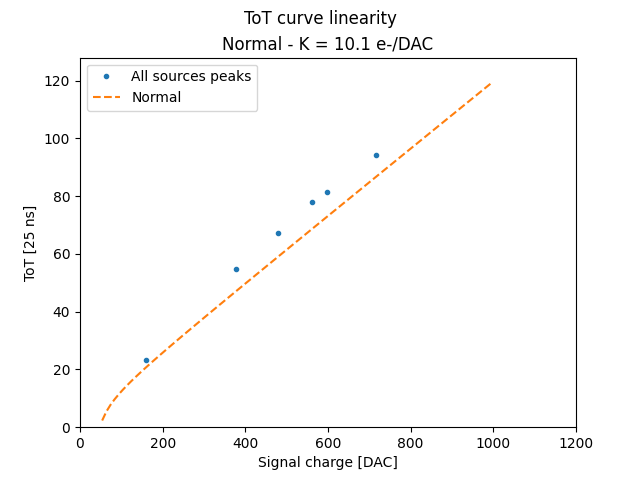 ToT curve linearity
Normal - K = 10.1 e-/DAC
All sources peaks
Normal
120
100
80
60
40
20
0
ToT [25 ns]
0 200 400 600 800 1000 1200
Signal charge [DAC]